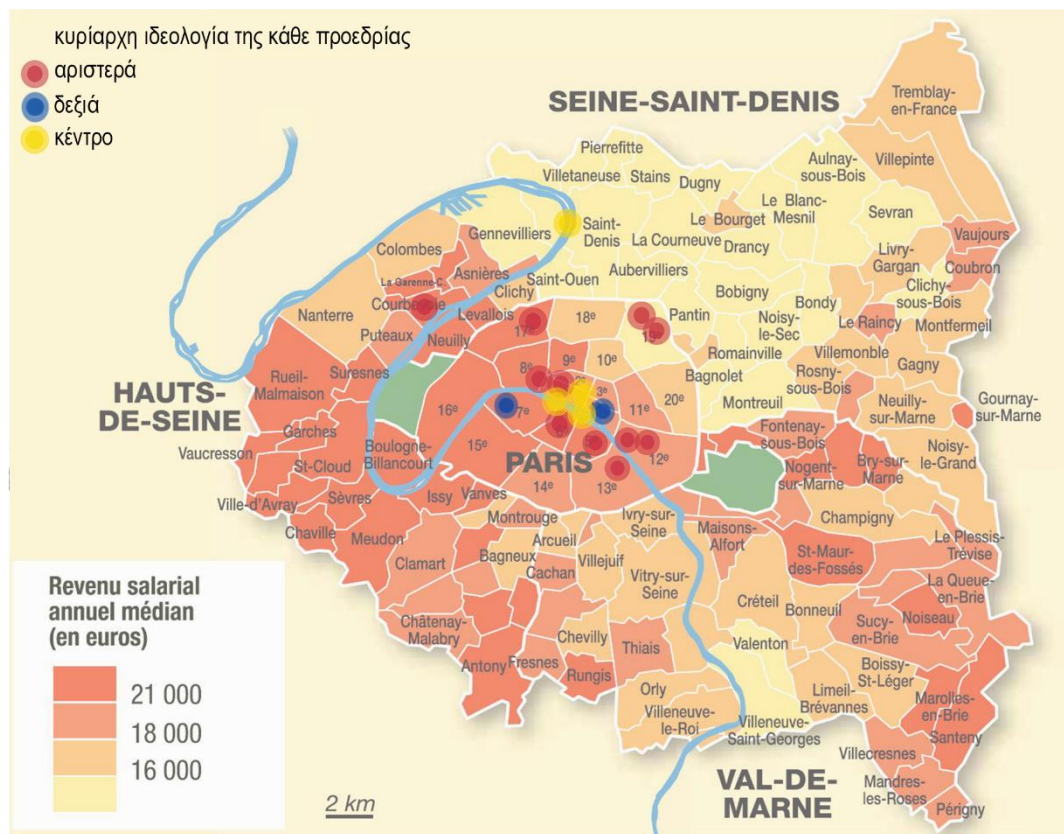 κυρίαρχη ιδεολογία της κάθε προεδρίας
αριστερά
δεξιά
κέντρο
SEINE-SAINT-DENIS
Tremblay-
en-France
Villepinte
Pierrefitte
Villetaneuse
Stains
Dugny
Aulnay-
sous-Bois
Le Blanc-
Mesnil
Sevran
Le Bourget
Saint-
Denis
La Courneuve
Drancy
Vaujours
Gennevilliers
Colombes
Livry-
Gargan
Coubron
La Garenne-C.
Asnières
Saint-Ouen
Aubervilliers
Clichy
Bobigny
Bondy
Clichy-
sous-Bois
Nanterre
Levallois
Pantin
Noisy-
le-Sec
Le Raincy
Montfermeil
Puteaux
Neuilly
17e
18e
Romainville
Villemonble
Gagny
Rueil-
Malmaison
Suresnes
8e
9e
10e
Bagnolet
Rosny-
sous-Bois
HAUTS-
DE-SEINE
16e
7e
3e
11e
20e
Montreuil
Neuilly-
sur-Marne
Gournay-
sur-Marne
Garches
Vaucresson
St-Cloud
Boulogne-
Billancourt
15e
PARIS
12e
Fontenay-
sous-Bois
Nogent-
sur-Marne
Bry-sur-
Marne
Noisy-
le-Grand
Ville-d'Avray
Sèvres
Issy
Vanves
14e
13e
Chaville
Meudon
Montrouge
Ivry-sur-
Seine
Champigny
Clamart
Bagneux
Arcueil
Villejuif
Cachan
Maisons-
Alfort
St-Maur-
des-Fossés
Le Plessis-
Trévise
Vitry-sur-
Seine
La Queue-
en-Brie
Créteil
Bonneuil
Noiseau
Châtenay-
Malabry
Chevilly
Sucy-
en-Brie
Thiais
Valenton
Antony
Fresnes
Rungis
Boissy-
St-Léger
Orly
Limeil-
Brévannes
Marolles-
en-Brie
Villeneuve-
le-Roi
Villeneuve-
Saint-Georges
Santeny
Villecresnes
VAL-DE-
MARNE
Mandres-
les-Roses
Périgny
Revenu salarial
annuel médian
(en euros)
21 000
18 000
16 000
2 km